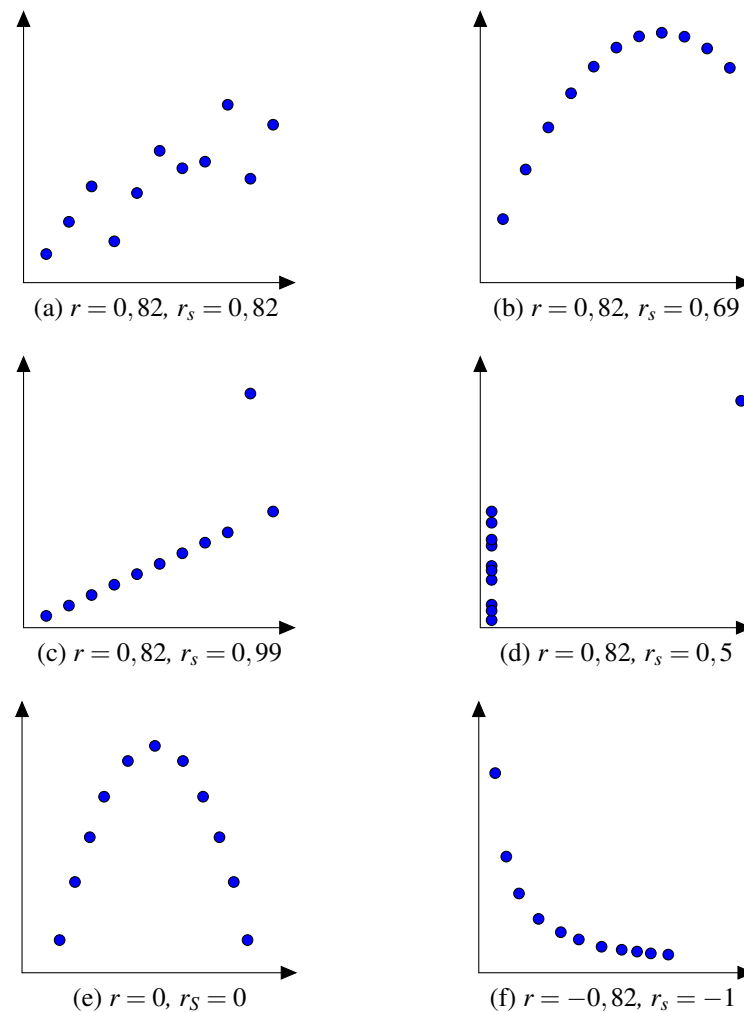 (a) r = 0,82, r_s = 0,82
(b) r = 0,82, r_s = 0,69
(c) r = 0,82, r_s = 0,99
(d) r = 0,82, r_s = 0,5
(e) r = 0, r_S = 0
(f) r = −0,82, r_s = −1